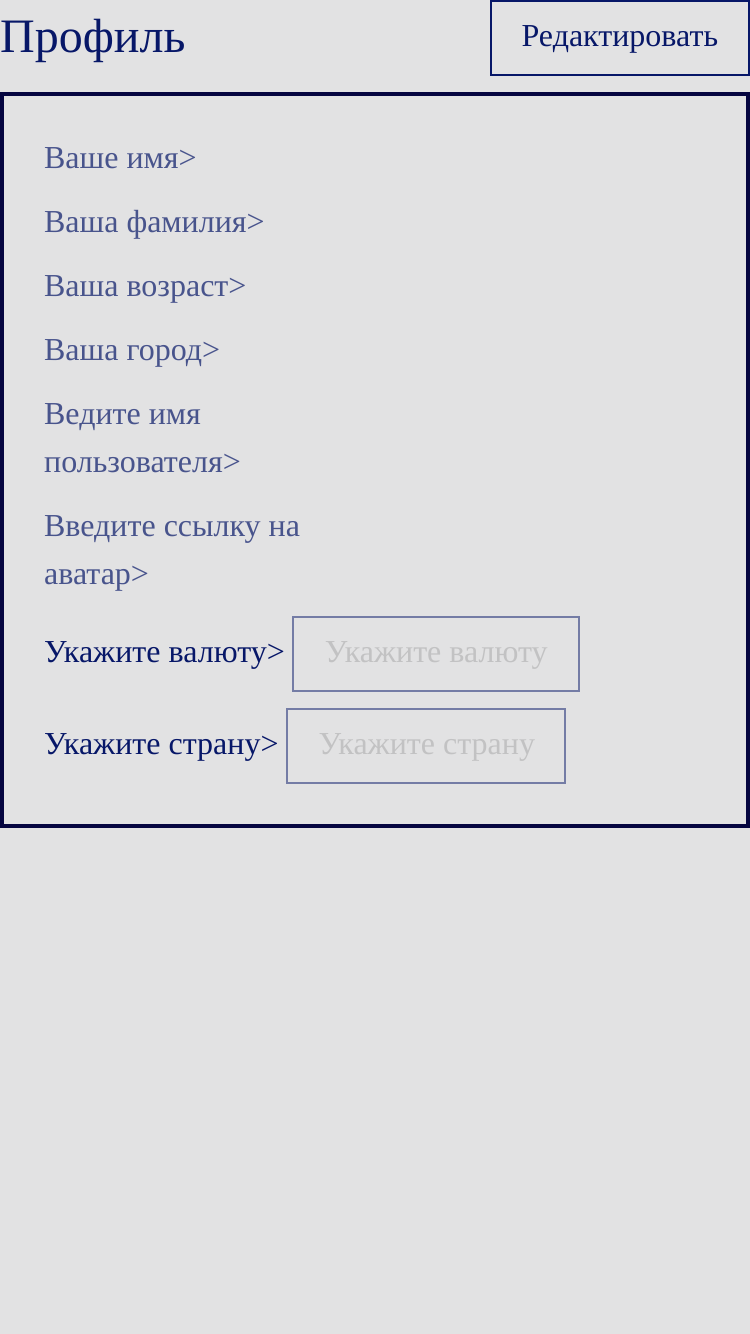 Профиль
Редактировать
Ваше имя>
Ваша фамилия>
Ваша возраст>
Ваша город>
Ведите имя
пользователя>
Введите ссылку на
аватар>
Укажите валюту> Укажите валюту
Укажите страну> Укажите страну